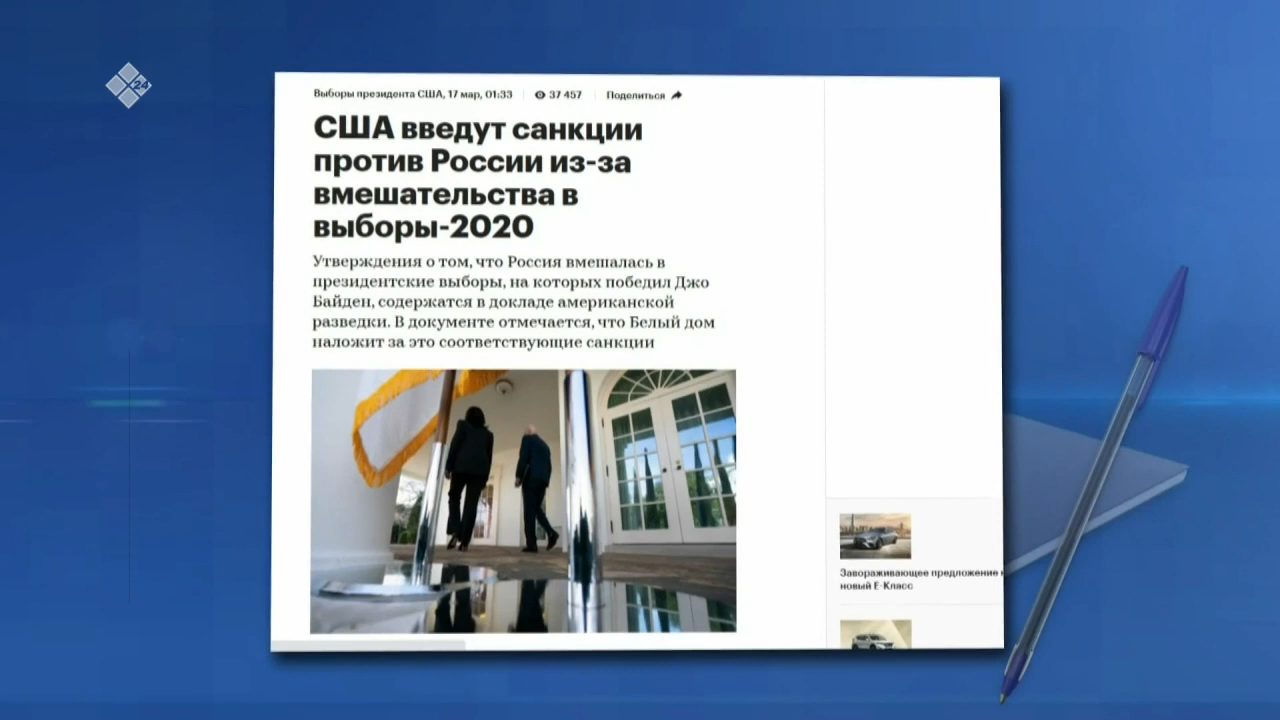 24
Выборы президента США, 17 мар, 01:33 37 457 Поделиться
США введут санкции
против России из-за
вмешательства в
выборы-2020
Утверждения о том, что Россия вмешалась в
президентские выборы, на которых победил Джо
Байден, содержатся в докладе американской
разведки. В документе отмечается, что Белый дом
наложит за это соответствующие санкции
Завораживающее предложение
новый Е-Класс